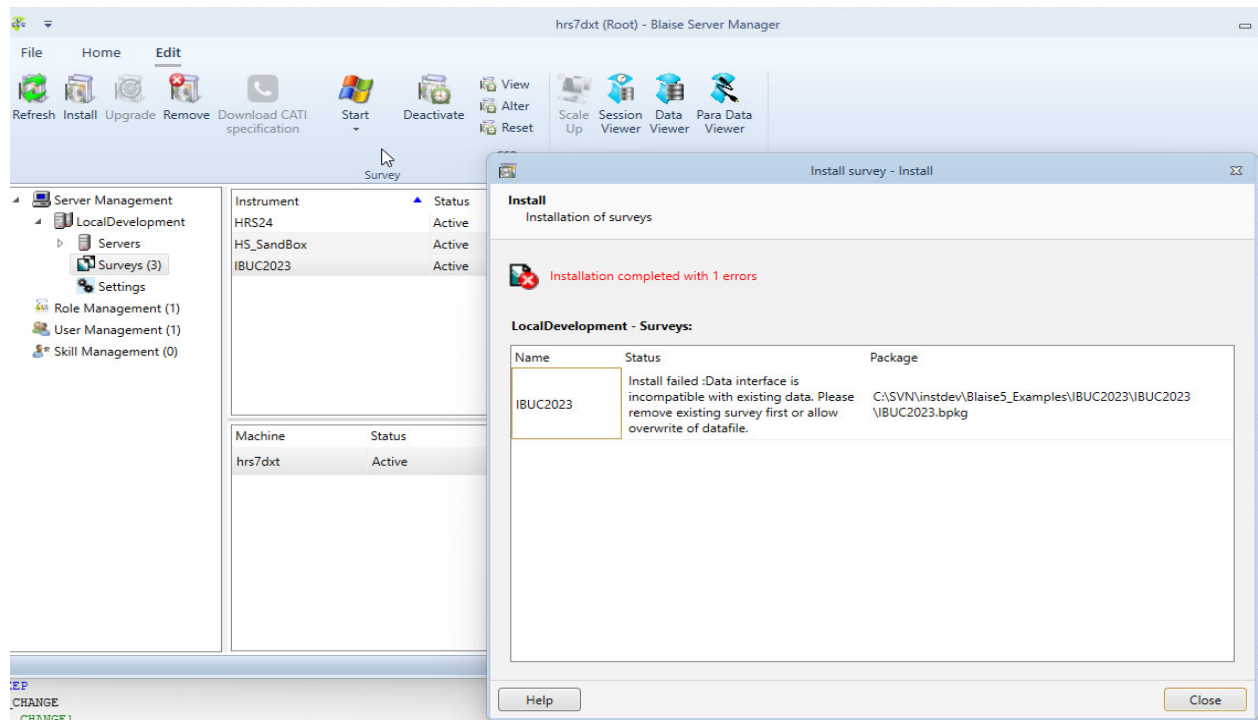 hrs7dxt (Root) - Blaise Server Manager
File Home Edit
Refresh Install Upgrade Remove Download CATI specification Start Deactivate View Alter Reset Scale Up Session Viewer Data Viewer Para Data Viewer
Survey
Server Management
LocalDevelopment
Servers
Surveys (3)
Settings
Role Management (1)
User Management (1)
Skill Management (0)
Instrument Status
HRS24 Active
HS_SandBox Active
IBUC2023 Active
Machine Status
hrs7dxt Active
Install survey - Install
Install
Installation of surveys
Installation completed with 1 errors
LocalDevelopment - Surveys:
Name Status Package
IBUC2023
Install failed :Data interface is
incompatible with existing data. Please
remove existing survey first or allow
overwrite of datafile.
C:\SVN\instdev\Blaise5_Examples\IBUC2023\IBUC2023
\IBUC2023.bpkg
Help Close
CHANGE